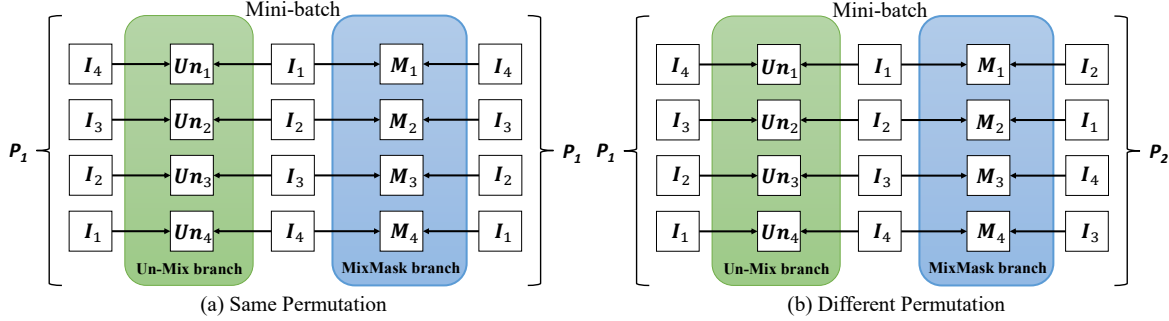 Mini-batch
I4 Un1 I1 M1 I4
I3 Un2 I2 M2 I3
P1 P1
I2 Un3 I3 M3 I2
I1 Un4 I4 M4 I1
Un-Mix branch MixMask branch
(a) Same Permutation
Mini-batch
I4 Un1 I1 M1 I2
I3 Un2 I2 M2 I1
P1 P2
I2 Un3 I3 M3 I4
I1 Un4 I4 M4 I3
Un-Mix branch MixMask branch
(b) Different Permutation